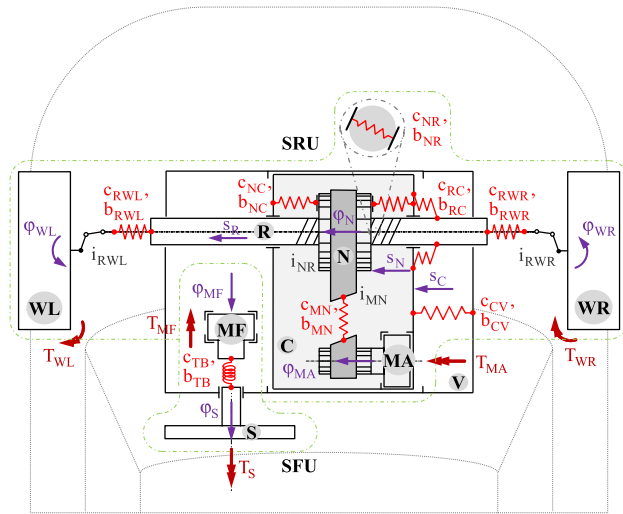 SRU
c_NR,
b_NR
c_RWL,
b_RWL
c_NC,
b_NC
c_RC,
b_RC
c_RWR,
b_RWR
φ_WL
s_R
R
φ_N
φ_WR
i_RWL
i_NR
N
s_N
i_RWR
s_C
φ_MF
i_MN
WL
T_MF
MF
c_MN,
b_MN
c_CV,
b_CV
WR
T_WL
c_TB,
b_TB
C
φ_MA
MA
T_MA
T_WR
V
φ_S
S
T_S
SFU